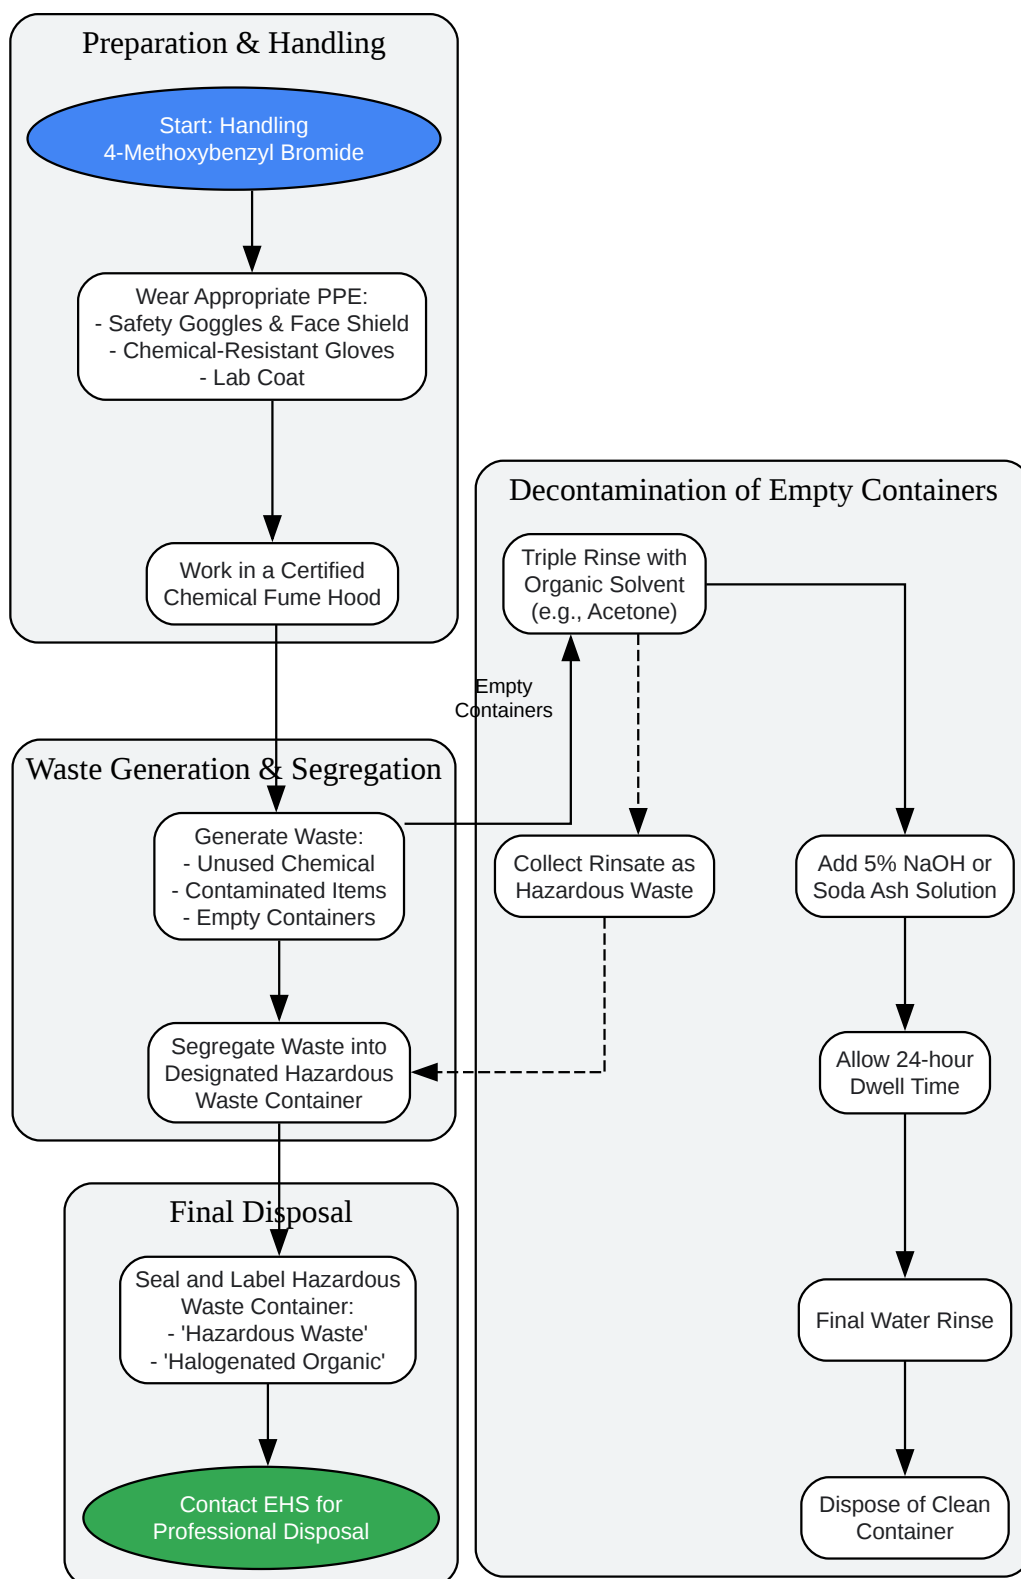 Preparation & Handling
Start: Handling
4-Methoxybenzyl Bromide
Wear Appropriate PPE:
- Safety Goggles & Face Shield
- Chemical-Resistant Gloves
- Lab Coat
Work in a Certified
Chemical Fume Hood
Waste Generation & Segregation
Generate Waste:
- Unused Chemical
- Contaminated Items
- Empty Containers
Segregate Waste into
Designated Hazardous
Waste Container
Final Disposal
Seal and Label Hazardous
Waste Container:
- 'Hazardous Waste'
- 'Halogenated Organic'
Contact EHS for
Professional Disposal
Empty
Containers
Decontamination of Empty Containers
Triple Rinse with
Organic Solvent
(e.g., Acetone)
Collect Rinsate as
Hazardous Waste
Add 5% NaOH or
Soda Ash Solution
Allow 24-hour
Dwell Time
Final Water Rinse
Dispose of Clean
Container